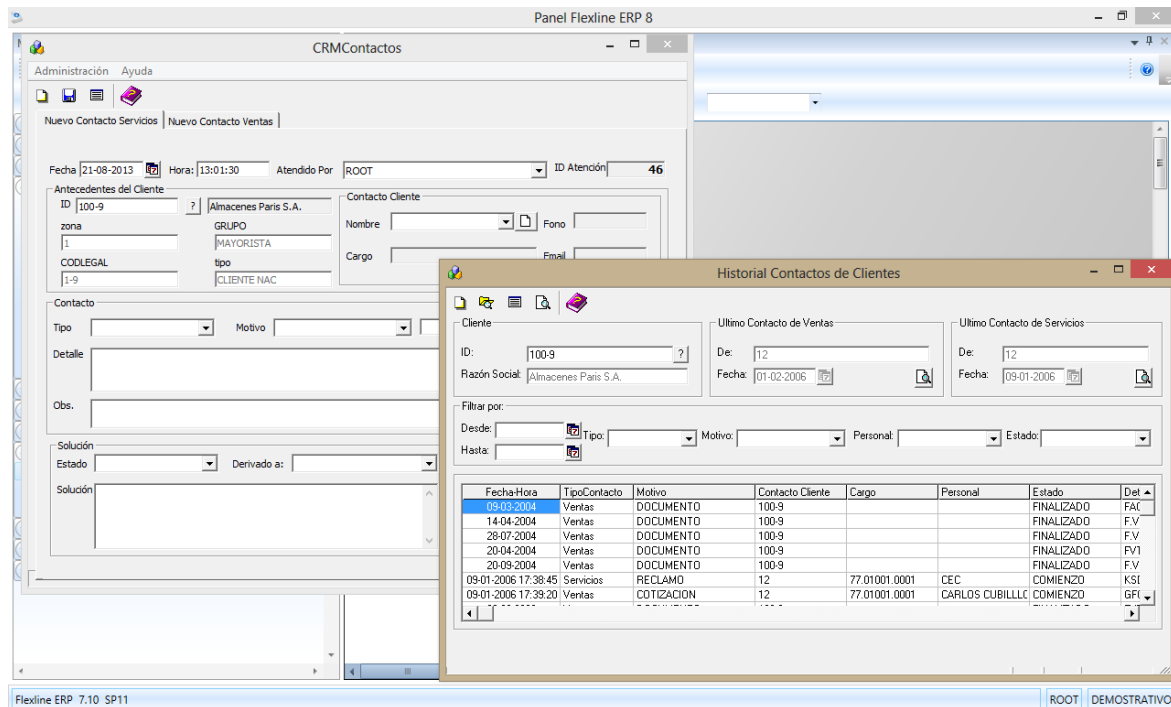 Panel Flexline ERP 8
CRMContactos
Administración Ayuda
Nuevo Contacto Servicios Nuevo Contacto Ventas
Fecha 21-08-2013 Hora: 13:01:30 Atendido Por ROOT ID Atención 46
Antecedentes del Cliente
ID 100-9 ? Almacenes Paris S.A.
zona GRUPO
1 MAYORISTA
CODLEGAL tipo
1-9 CLIENTE NAC
Contacto Cliente
Nombre Fono
Cargo Email
Contacto
Tipo Motivo
Detalle
Obs.
Solución
Estado Derivado a:
Solución
Historial Contactos de Clientes
Cliente
ID: 100-9 ?
Razón Social: Almacenes Paris S.A.
Ultimo Contacto de Ventas
De: 12
Fecha: 01-02-2006
Ultimo Contacto de Servicios
De: 12
Fecha: 09-01-2006
Filtrar por:
Desde: Tipo: Motivo: Personal: Estado:
Hasta:
Fecha-Hora TipoContacto Motivo Contacto Cliente Cargo Personal Estado Det
09-03-2004 Ventas DOCUMENTO 100-9 FINALIZADO
14-04-2004 Ventas DOCUMENTO 100-9 FINALIZADO F.V
28-07-2004 Ventas DOCUMENTO 100-9 FINALIZADO F.V
20-04-2004 Ventas DOCUMENTO 100-9 FINALIZADO
20-09-2004 Ventas DOCUMENTO 100-9 FINALIZADO F.V
09-01-2006 17:38:45 Servicios RECLAMO 12 77.01001.0001 CEC COMIENZO
09-01-2006 17:39:20 Ventas COTIZACION 12 77.01001.0001 CARLOS COMIENZO
Flexline ERP 7.10 SP11 ROOT DEMOSTRATIVO